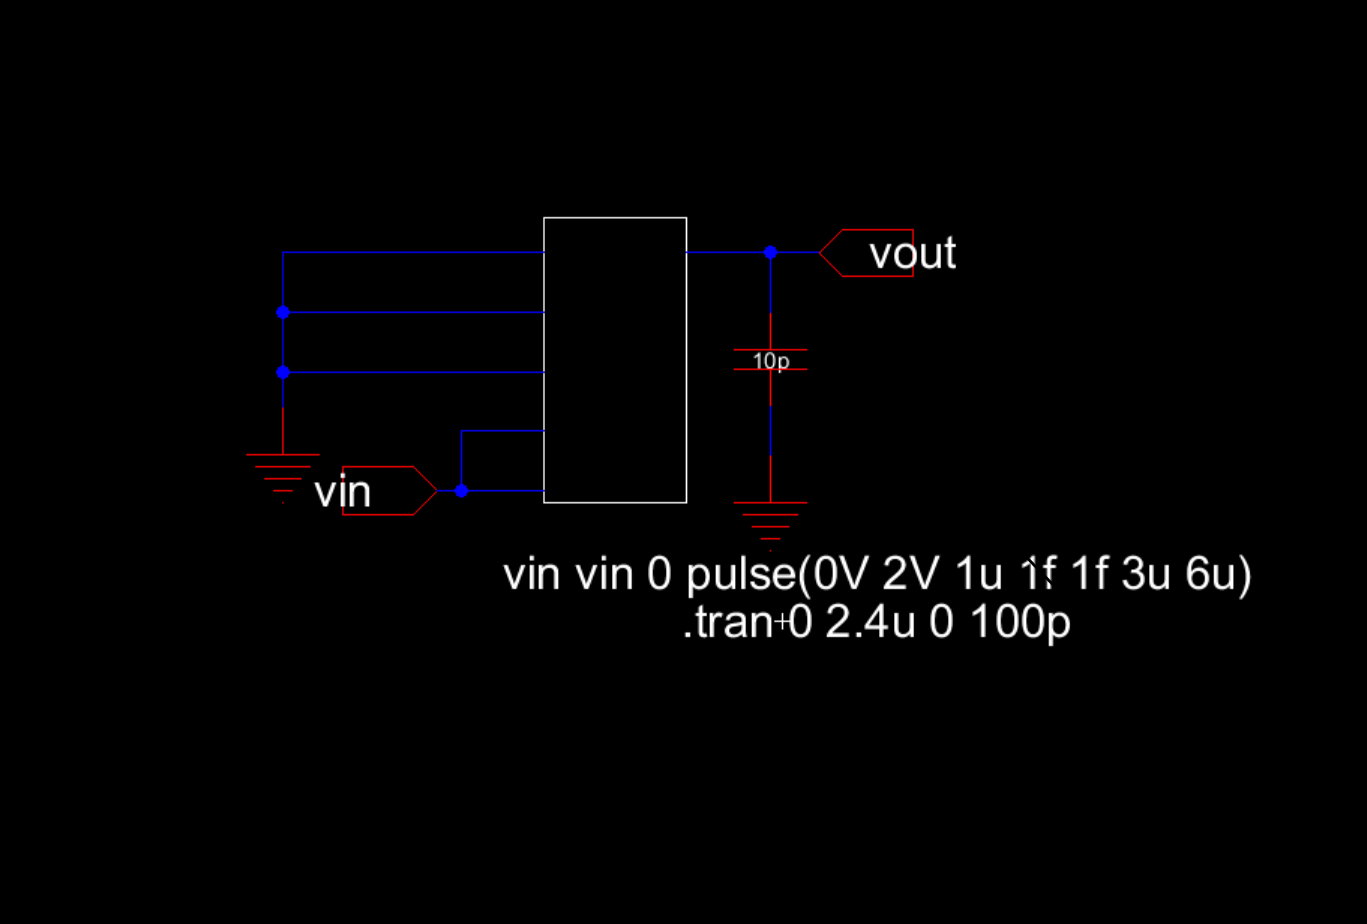 vout
10p
vin
vin vin 0 pulse(0V 2V 1u 1f 1f 3u 6u)
.tran 0 2.4u 0 100p